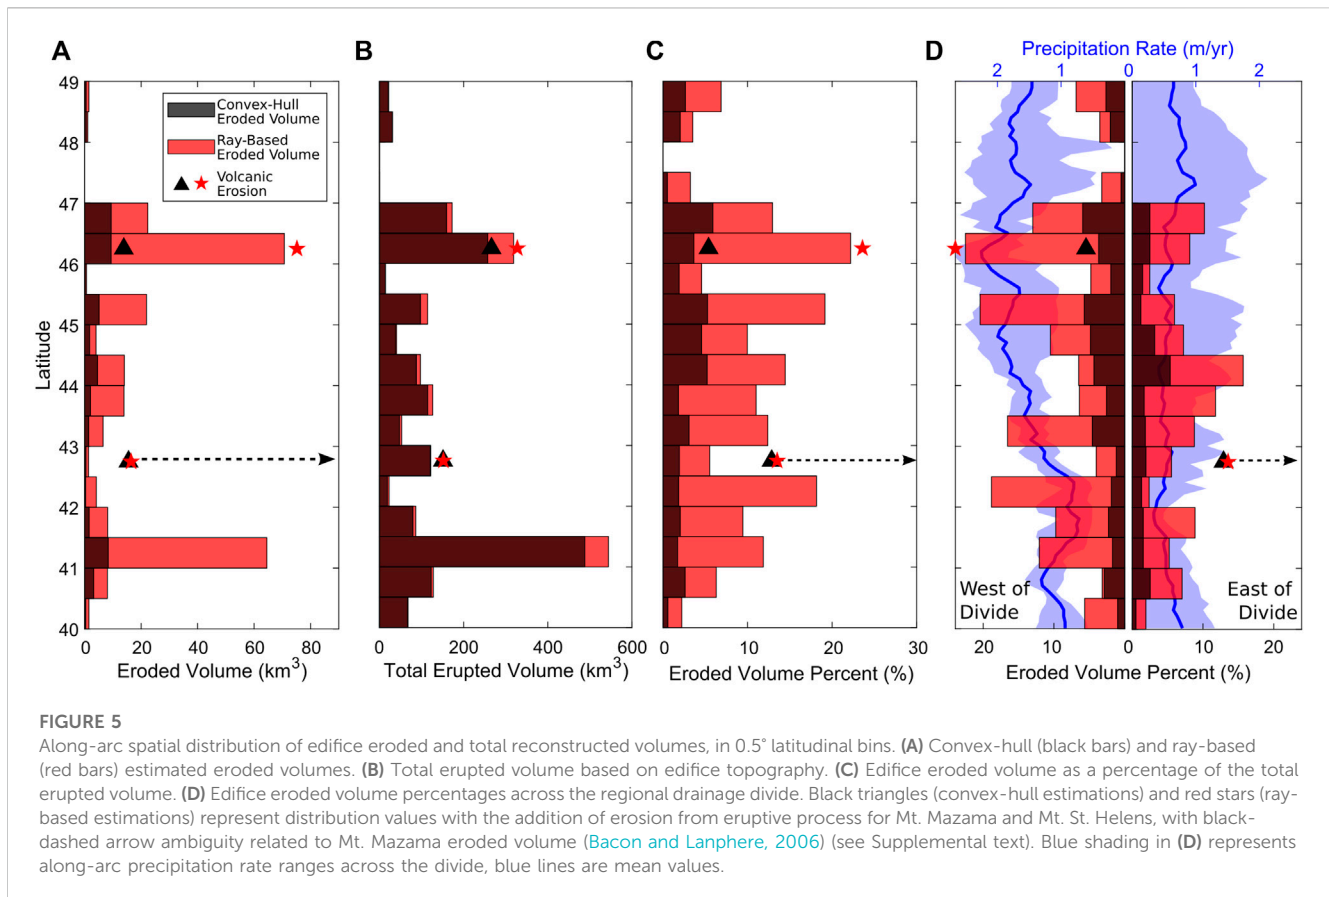 A
B
C
D
Precipitation Rate (m/yr)
2 1 0 1 2
49
48
47
46
45
44
43
42
41
40
Latitude
Convex-Hull
Eroded Volume
Ray-Based
Eroded Volume
Volcanic
Erosion
West of
Divide
East of
Divide
0 20 40 60 80
0 200 400 600
0 10 20 30
20 10 0 10 20
Eroded Volume (km³)
Total Erupted Volume (km³)
Eroded Volume Percent (%)
Eroded Volume Percent (%)
FIGURE 5
Along-arc spatial distribution of edifice eroded and total reconstructed volumes, in 0.5° latitudinal bins. (A) Convex-hull (black bars) and ray-based
(red bars) estimated eroded volumes. (B) Total erupted volume based on edifice topography. (C) Edifice eroded volume as a percentage of the total
erupted volume. (D) Edifice eroded volume percentages across the regional drainage divide. Black triangles (convex-hull estimations) and red stars (ray-
based estimations) represent distribution values with the addition of erosion from eruptive process for Mt. Mazama and Mt. St. Helens, with black-
dashed arrow ambiguity related to Mt. Mazama eroded volume (Bacon and Lanphere, 2006) (see Supplemental text). Blue shading in (D) represents
along-arc precipitation rate ranges across the divide, blue lines are mean values.